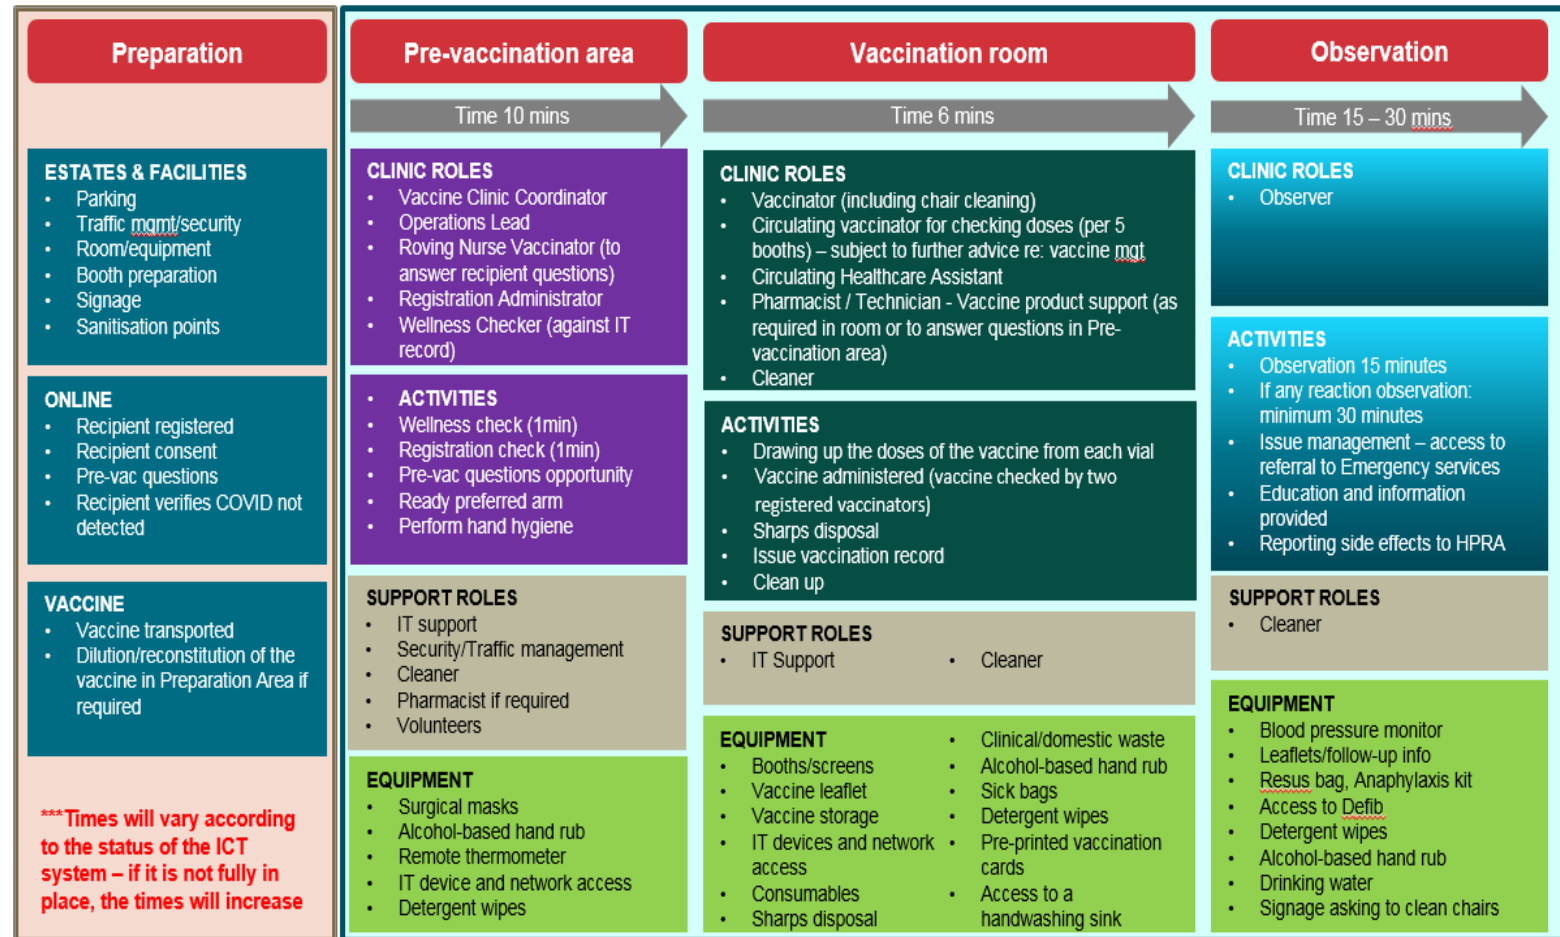 Preparation
ESTATES & FACILITIES
• Parking
• Traffic mgmt/security
• Room/equipment
• Booth preparation
• Signage
• Sanitisation points
ONLINE
• Recipient registered
• Recipient consent
• Pre-vac questions
• Recipient verifies COVID not
detected
VACCINE
• Vaccine transported
• Dilution/reconstitution of the
vaccine in Preparation Area if
required
***Times will vary according
to the status of the ICT
system – if it is not fully in
place, the times will increase
Pre-vaccination area
Time 10 mins
CLINIC ROLES
• Vaccine Clinic Coordinator
• Operations Lead
• Roving Nurse Vaccinator (to
answer recipient questions)
• Registration Administrator
• Wellness Checker (against IT
record)
• ACTIVITIES
• Wellness check (1min)
• Registration check (1min)
• Pre-vac questions opportunity
• Ready preferred arm
• Perform hand hygiene
SUPPORT ROLES
• IT support
• Security/Traffic management
• Cleaner
• Pharmacist if required
• Volunteers
EQUIPMENT
• Surgical masks
• Alcohol-based hand rub
• Remote thermometer
• IT device and network access
• Detergent wipes
Vaccination room
Time 6 mins
CLINIC ROLES
• Vaccinator (including chair cleaning)
• Circulating vaccinator for checking doses (per 5
booths) – subject to further advice re: vaccine mgt
• Circulating Healthcare Assistant
• Pharmacist / Technician - Vaccine product support (as
required in room or to answer questions in Pre-
vaccination area)
• Cleaner
ACTIVITIES
• Drawing up the doses of the vaccine from each vial
• Vaccine administered (vaccine checked by two
registered vaccinators)
• Sharps disposal
• Issue vaccination record
• Clean up
SUPPORT ROLES
• IT Support
• Cleaner
EQUIPMENT
• Booths/screens
• Vaccine leaflet
• Vaccine storage
• IT devices and network
access
• Consumables
• Sharps disposal
• Clinical/domestic waste
• Alcohol-based hand rub
• Sick bags
• Detergent wipes
• Pre-printed vaccination
cards
• Access to a
handwashing sink
Observation
Time 15 – 30 mins
CLINIC ROLES
• Observer
ACTIVITIES
• Observation 15 minutes
• If any reaction observation:
minimum 30 minutes
• Issue management – access to
referral to Emergency services
• Education and information
provided
• Reporting side effects to HPRA
SUPPORT ROLES
• Cleaner
EQUIPMENT
• Blood pressure monitor
• Leaflets/follow-up info
• Resus bag, Anaphylaxis kit
• Access to Defib
• Detergent wipes
• Alcohol-based hand rub
• Drinking water
• Signage asking to clean chairs